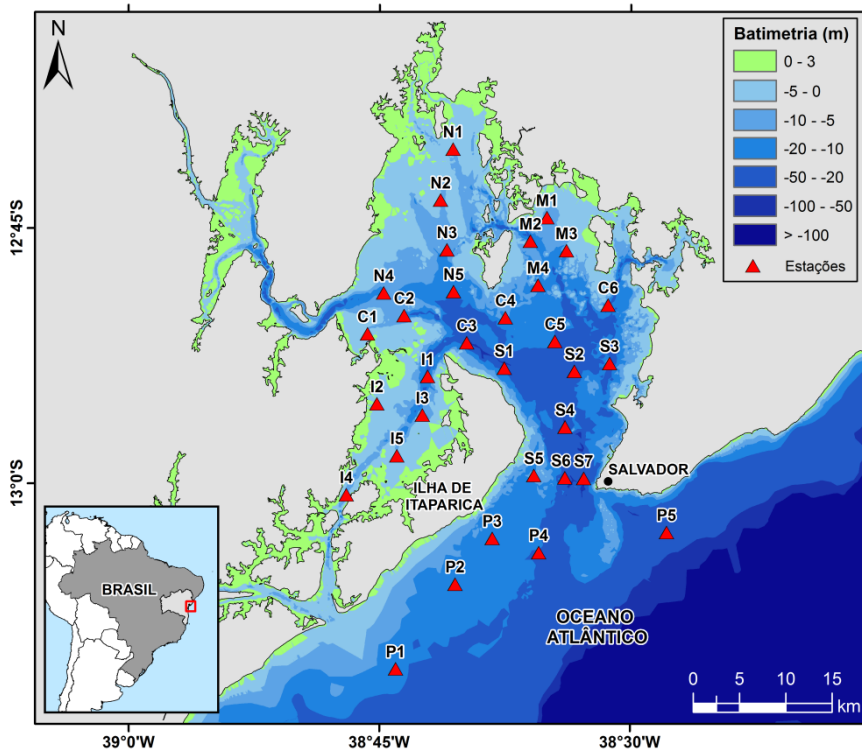 N
Batimetria (m)
0 - 3
-5 - 0
-10 - -5
-20 - -10
-50 - -20
-100 - -50
> -100
Estações
12°45'S
13°0'S
N1
N2
N3
N4
N5
M1
M2
M3
M4
C1
C2
C3
C4
C5
C6
S1
S2
S3
S4
S5
S6
S7
I1
I2
I3
I4
I5
P1
P2
P3
P4
P5
SALVADOR
ILHA DE
ITAPARICA
OCEANO
ATLÂNTICO
BRASIL
0 5 10 15
km
39°0'W
38°45'W
38°30'W